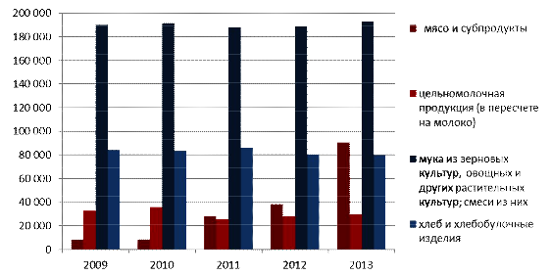 200 000
180 000
160 000
140 000
120 000
100 000
80 000
60 000
40 000
20 000
0
2009 2010 2011 2012 2013
мясо и субпродукты
цельномолочная
продукция (в пересчете
на молоко)
мука из зерновых
культур, овощных и
других растительных
культур; смеси из них
хлеб и хлебобулочные
изделия